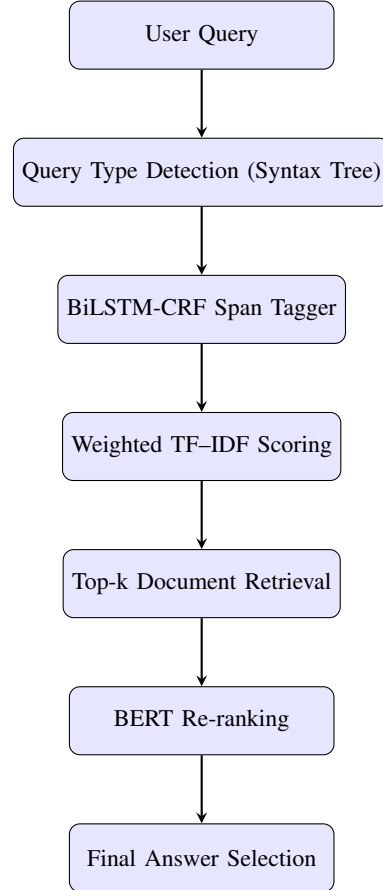 User Query
Query Type Detection (Syntax Tree)
BiLSTM-CRF Span Tagger
Weighted TF–IDF Scoring
Top-k Document Retrieval
BERT Re-ranking
Final Answer Selection